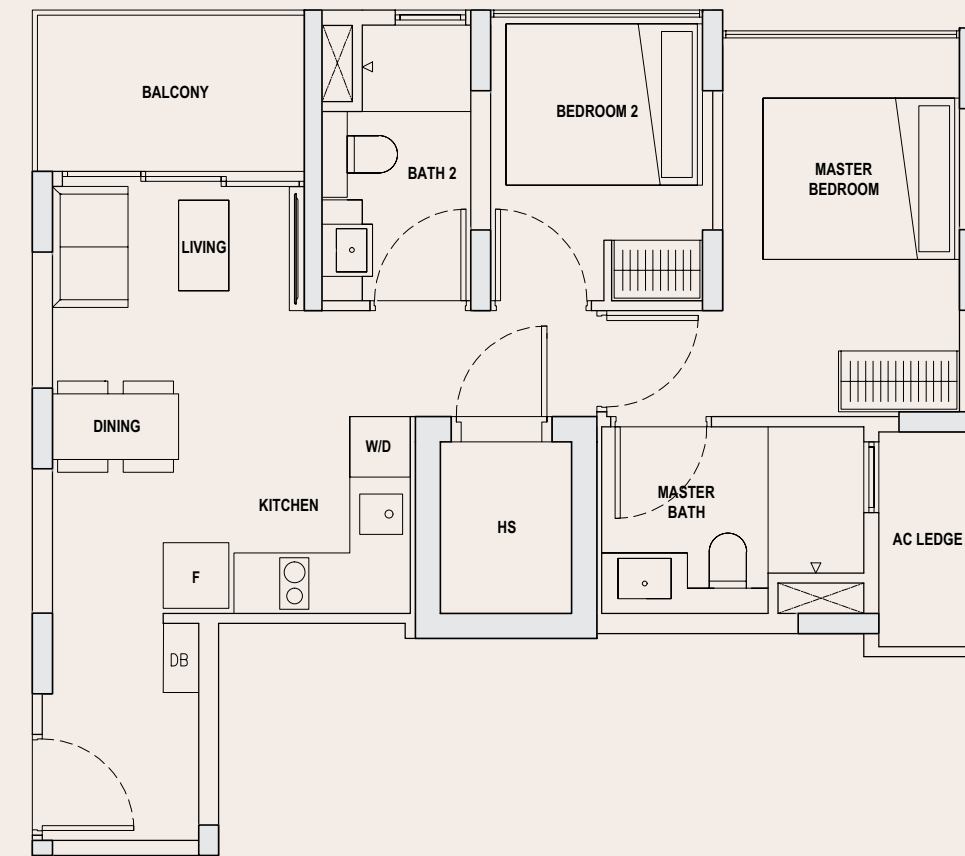 BALCONY
BEDROOM 2
BATH 2
MASTER
BEDROOM
LIVING
DINING
W/D
KITCHEN
MASTER
BATH
HS
AC LEDGE
F
DB